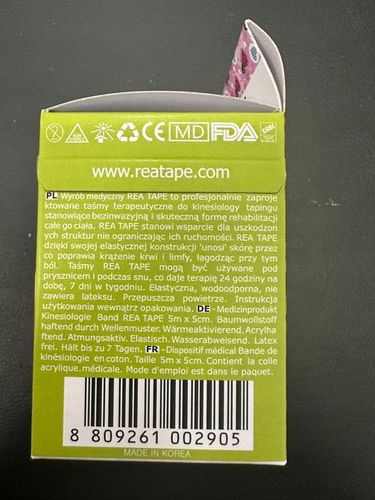 CE MD FDA
www.reatape.com
PL Wyrób medyczny REA TAPE to profesjonalnie zaproje
ktowane taśmy terapeutyczne do kinesiology tapingu
stanowiące bezinwazyjną i skuteczną formę rehabilitacji
całe go ciała. REA TAPE stanowi wsparcie dla uszkodzon
ych struktur nie ograniczając ich ruchomości. REA TAPE
dzięki swojej elastycznej konstrukcji 'unosi' skórę przez
co poprawia krążenie krwi i limfy, łagodząc przy tym
ból. Taśmy REA TAPE mogą być używane pod
prysznicem i podczas snu, co daje terapię 24 godziny na
dobę, 7 dni w tygodniu. Elastyczna, wodoodporna, nie
zawiera lateksu. Przepuszcza powietrze. Instrukcja
użytkowania wewnątrz opakowania. DE -Medizinprodukt
Kinesiologie Band REA TAPE 5m x 5cm. Baumwollstoff
haftend durch Wellenmuster. Wärmeaktivierend. Acrylha
ftend. Atmungsaktiv. Elastisch. Wasserabweisend. Latex
frei. Hält bis zu 7 Tagen. FR -Dispositif médical Bande de
kinésiologie en coton. Taille 5m x 5cm. Contient la colle
acrylique.médicale. Mode d'emploi est dans le paquet.
8 809261 002905
MADE IN KOREA